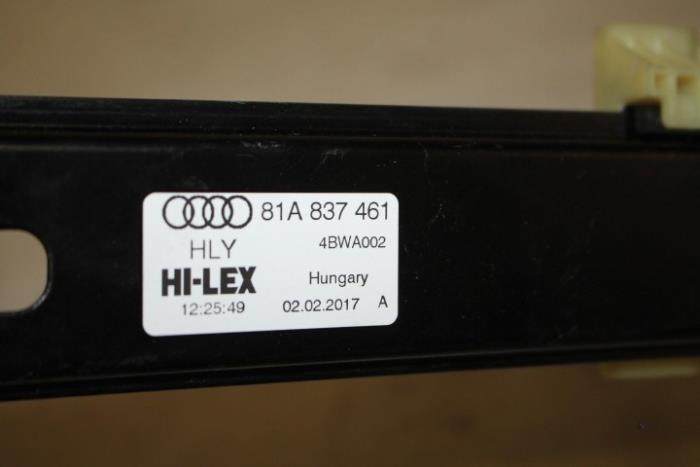 81A 837 461
HLY 4BWA002
HI-LEX Hungary
12:25:49 02.02.2017 A